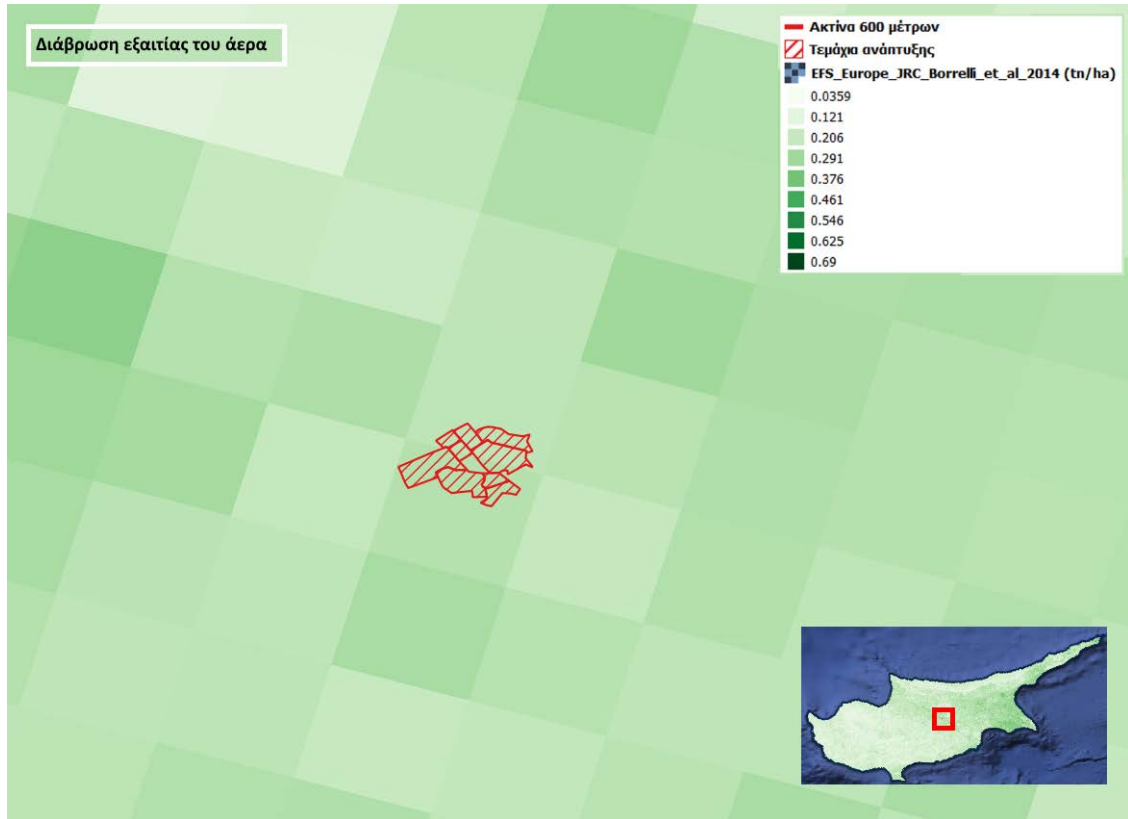 Διάβρωση εξαιτίας του άερα
Ακτίνα 600 μέτρων
Τεμάχια ανάπτυξης
EFS_Europe_JRC_Borrelli_et_al_2014 (tn/ha)
0.0359
0.121
0.206
0.291
0.376
0.461
0.546
0.625
0.69